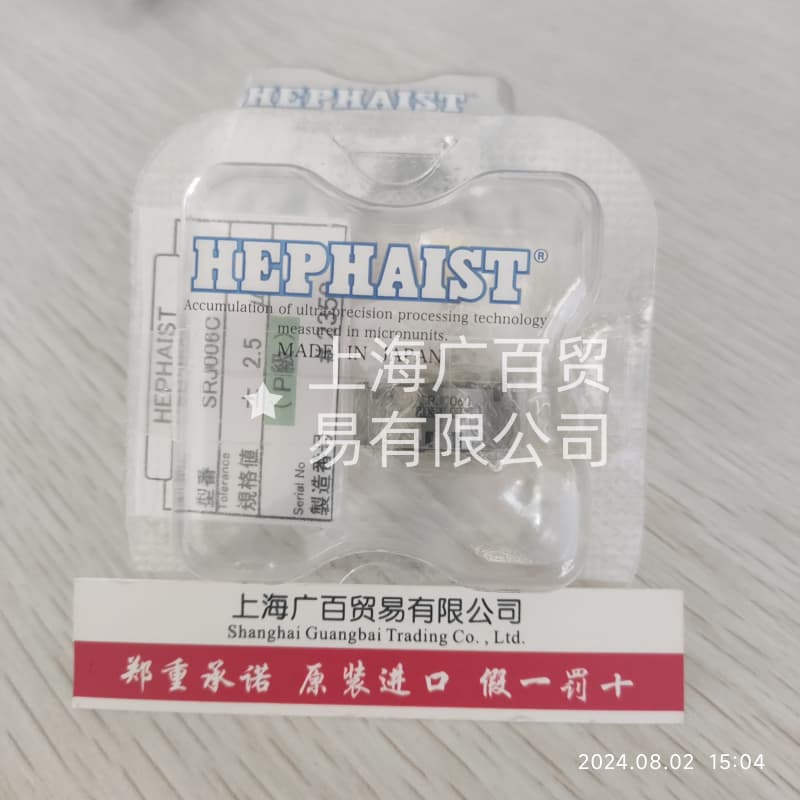 HEPHAIST
HEPHAIST®
Accumulation of ultra precision processing technology
measured in micronunits.
MADE IN JAPAN
HEPHAIST
型番
SRJ006C
Tolerance
規格値
2.5
(P級)
Serial No
製造番号
上海广百贸
易有限公司
上海广百贸易有限公司
Shanghai Guangbai Trading Co., Ltd.
郑重承诺 原装进口 假一罚十
2024.08.02 15:04